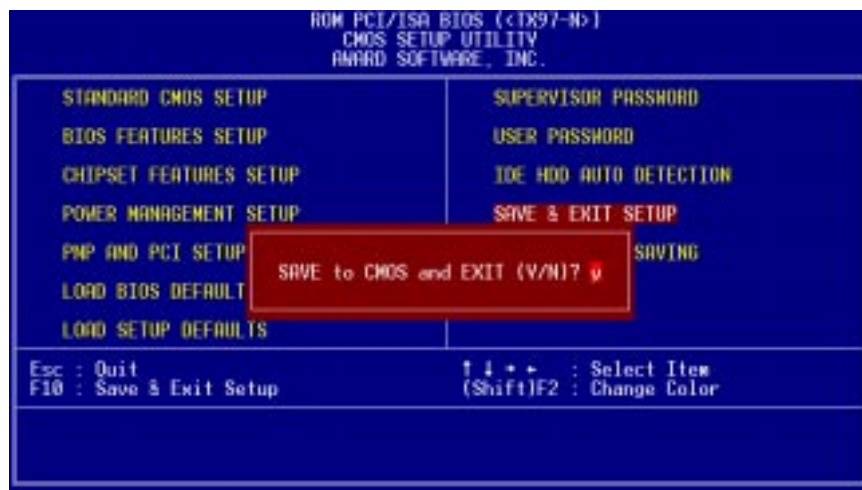 ROM PCI/ISA BIOS (<TX97-N>)
CMOS SETUP UTILITY
AWARD SOFTWARE, INC.
STANDARD CMOS SETUP
BIOS FEATURES SETUP
CHIPSET FEATURES SETUP
POWER MANAGEMENT SETUP
PNP AND PCI SETUP
LOAD BIOS DEFAULT
LOAD SETUP DEFAULTS
SUPERVISOR PASSWORD
USER PASSWORD
IDE HDD AUTO DETECTION
SAVE & EXIT SETUP
SAVING
SAVE to CMOS and EXIT (Y/N)? y
Esc : Quit
F10 : Save & Exit Setup
↑ ↓ → ← : Select Item
(Shift)F2 : Change Color